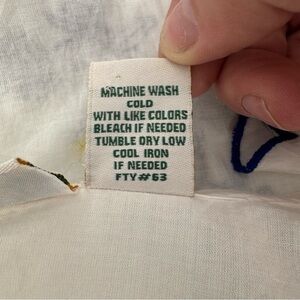 MACHINE WASH
COLD
WITH LIKE COLORS
BLEACH IF NEEDED
TUMBLE DRY LOW
COOL IRON
IF NEEDED
FTY#63